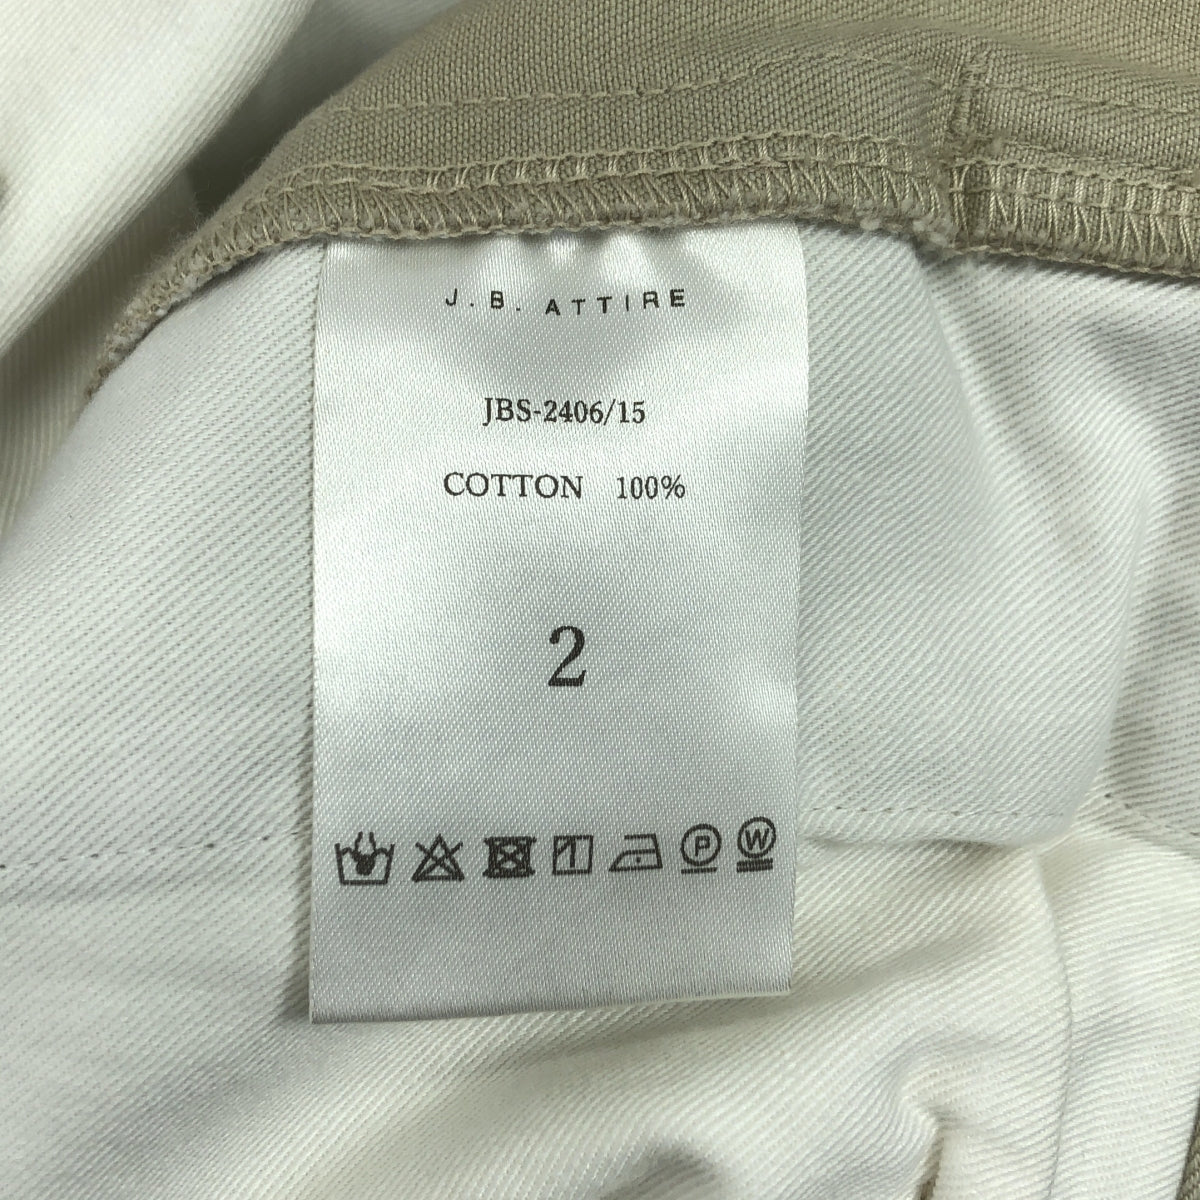 J.B. ATTIRE
JBS-2406/15
COTTON 100%
2
P W